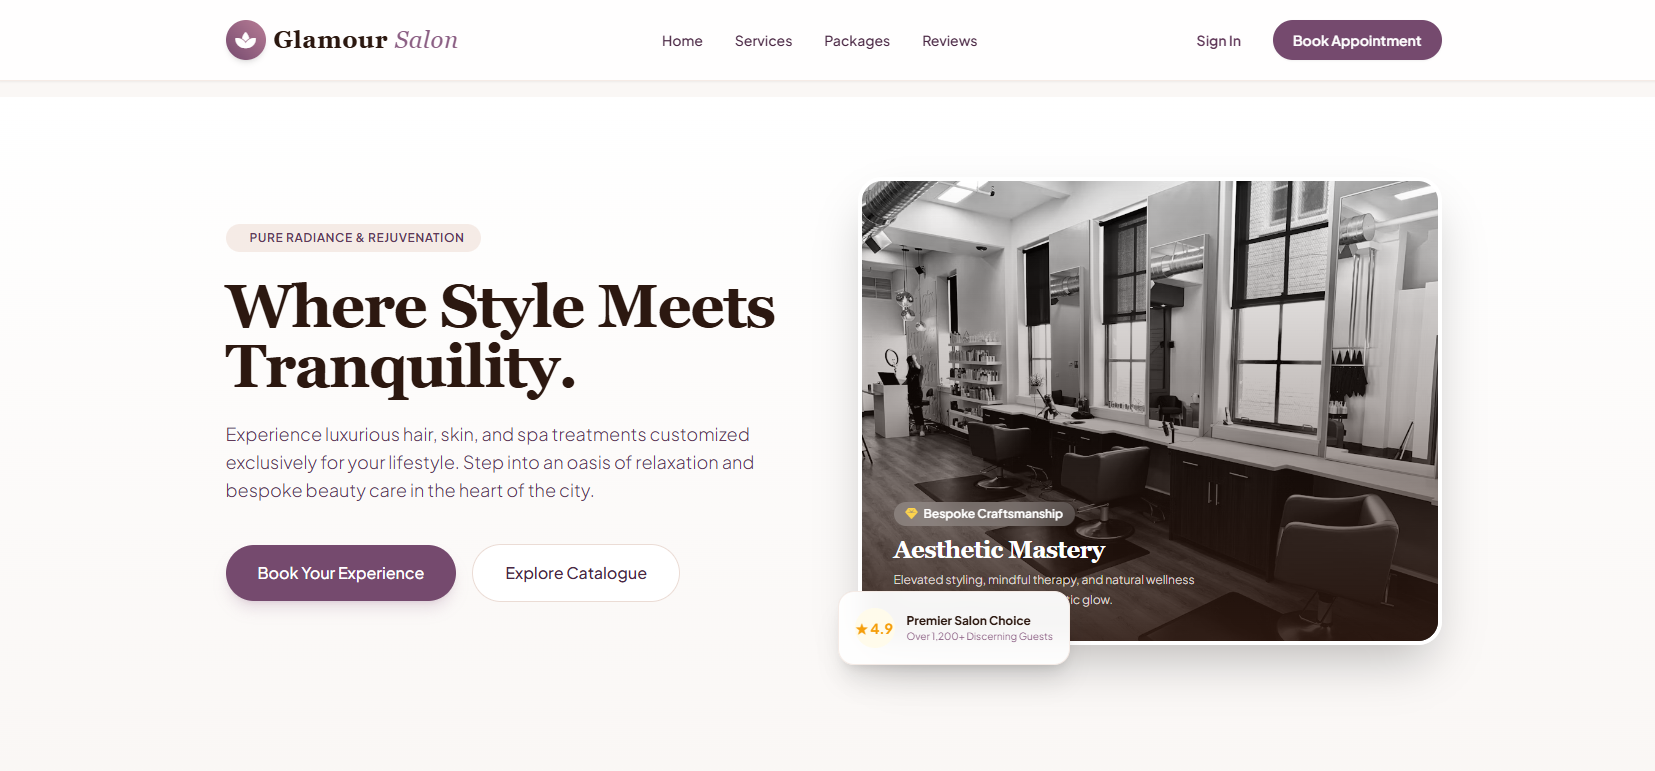 Glamour Salon
Home
Services
Packages
Reviews
Sign In
Book Appointment
PURE RADIANCE & REJUVENATION
Where Style Meets
Tranquility.
Experience luxurious hair, skin, and spa treatments customized
exclusively for your lifestyle. Step into an oasis of relaxation and
bespoke beauty care in the heart of the city.
Book Your Experience
Explore Catalogue
Bespoke Craftsmanship
Aesthetic Mastery
Elevated styling, mindful therapy, and natural wellness
glow.
★ 4.9
Premier Salon Choice
Over 1,200+ Discerning Guests